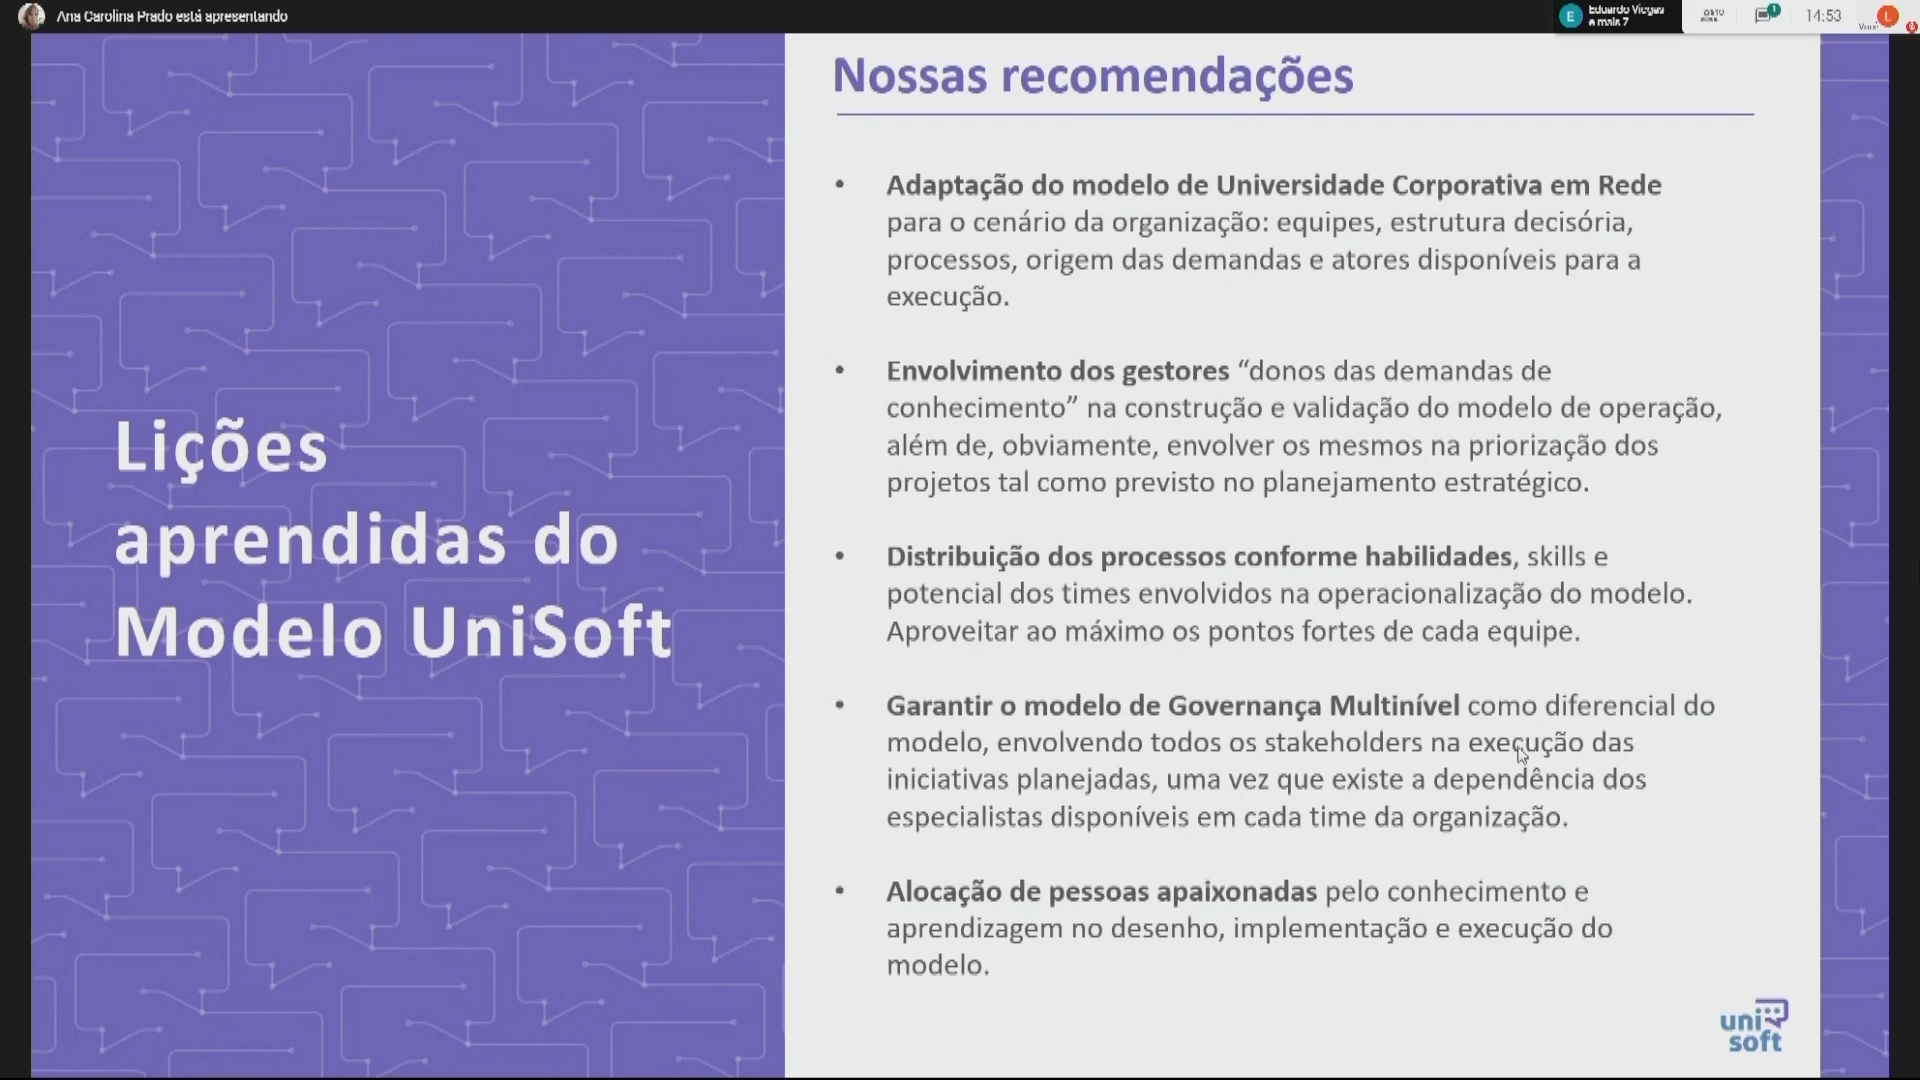 Ana Carolina Prado está apresentando
E
Eduardo Viegas
e mais 7
1
14:53
L
Lições
aprendidas do
Modelo UniSoft
Nossas recomendações
• Adaptação do modelo de Universidade Corporativa em Rede
para o cenário da organização: equipes, estrutura decisória,
processos, origem das demandas e atores disponíveis para a
execução.
• Envolvimento dos gestores “donos das demandas de
conhecimento” na construção e validação do modelo de operação,
além de, obviamente, envolver os mesmos na priorização dos
projetos tal como previsto no planejamento estratégico.
• Distribuição dos processos conforme habilidades, skills e
potencial dos times envolvidos na operacionalização do modelo.
Aproveitar ao máximo os pontos fortes de cada equipe.
• Garantir o modelo de Governança Multinível como diferencial do
modelo, envolvendo todos os stakeholders na execução das
iniciativas planejadas, uma vez que existe a dependência dos
especialistas disponíveis em cada time da organização.
• Alocação de pessoas apaixonadas pelo conhecimento e
aprendizagem no desenho, implementação e execução do
modelo.
uni
soft